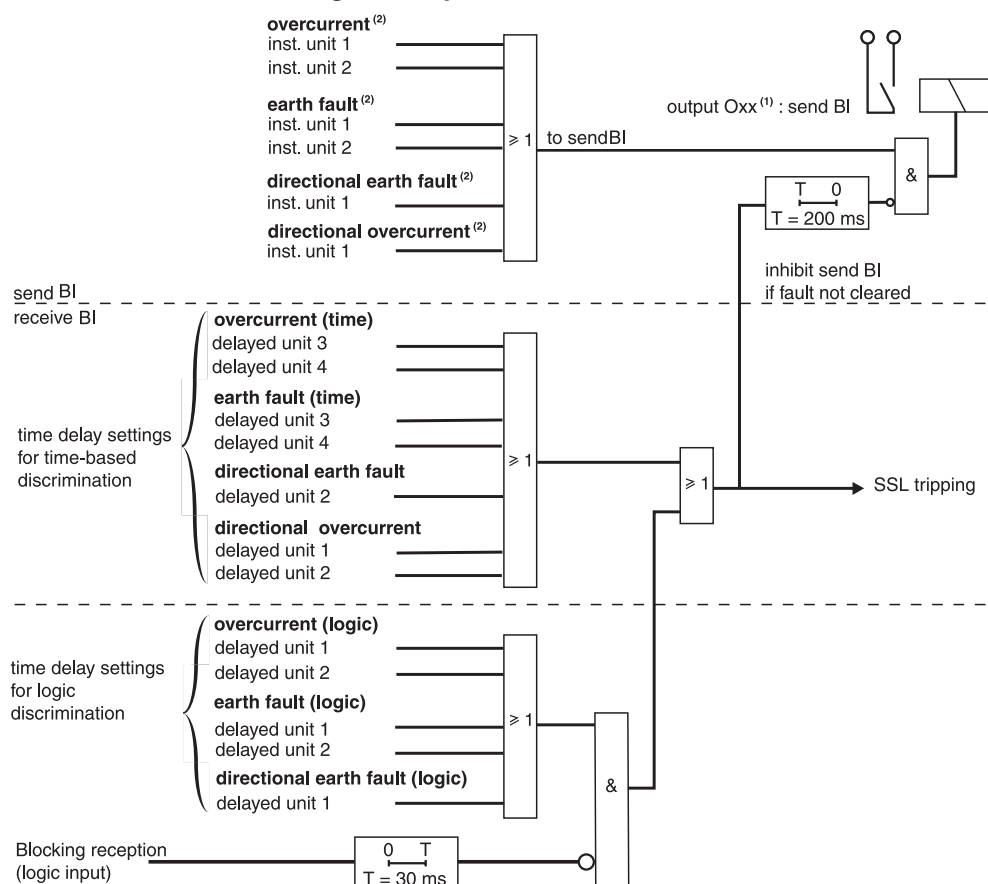 overcurrent (2)
inst. unit 1
inst. unit 2
earth fault (2)
inst. unit 1
inst. unit 2
directional earth fault (2)
inst. unit 1
directional overcurrent (2)
inst. unit 1
⩾ 1
to sendBI
output Oxx (1) : send BI
&
T 0
T = 200 ms
inhibit send BI
if fault not cleared
send BI
receive BI
time delay settings
for time-based
discrimination
overcurrent (time)
delayed unit 3
delayed unit 4
earth fault (time)
delayed unit 3
delayed unit 4
directional earth fault
delayed unit 2
directional overcurrent
delayed unit 1
delayed unit 2
⩾ 1
⩾ 1
SSL tripping
time delay settings
for logic
discrimination
overcurrent (logic)
delayed unit 1
delayed unit 2
earth fault (logic)
delayed unit 1
delayed unit 2
directional earth fault (logic)
delayed unit 1
⩾ 1
&
Blocking reception
(logic input)
0 T
T = 30 ms